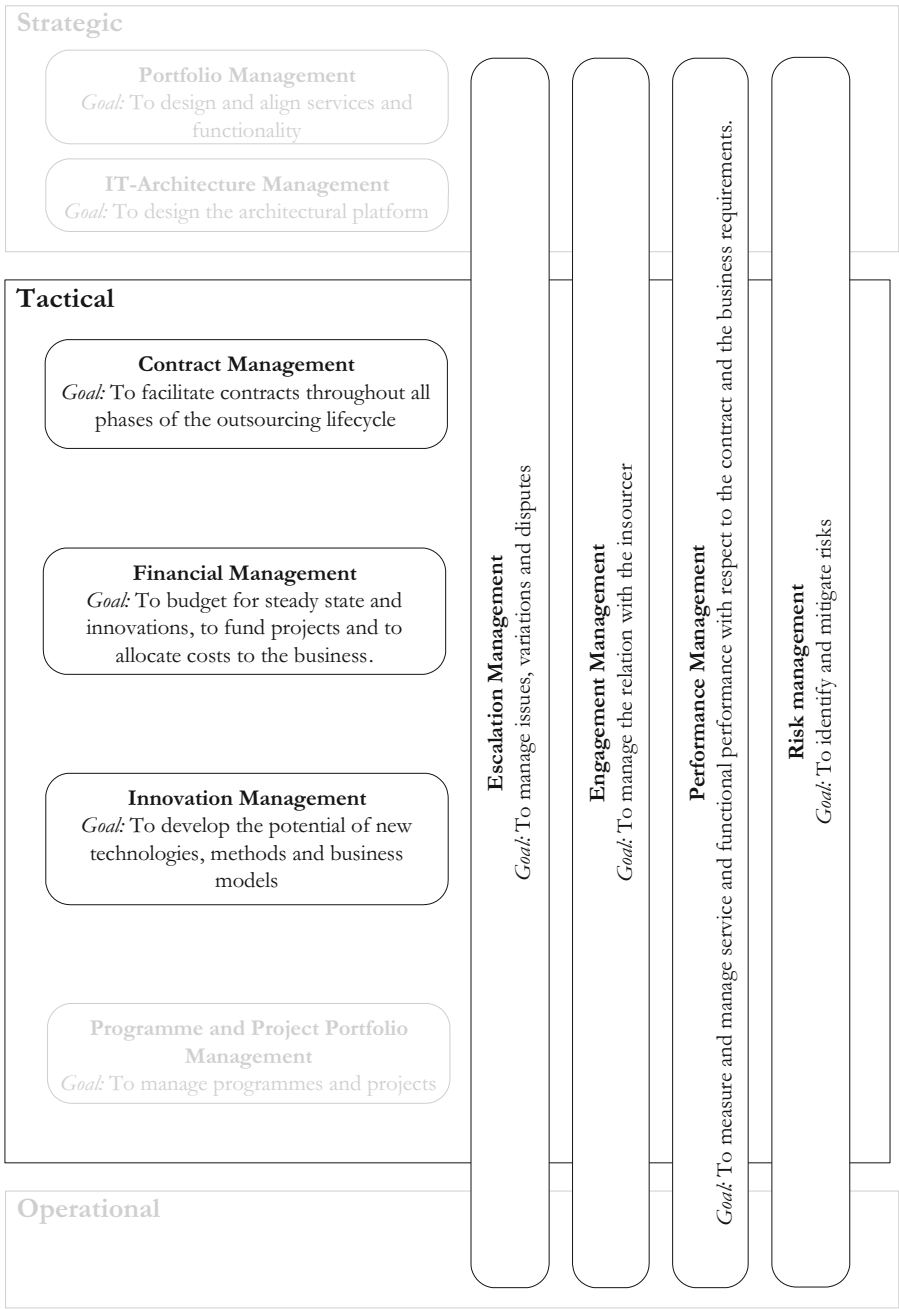 Strategic
Portfolio Management
Goal: To design and align services and
functionality
IT-Architecture Management
Goal: To design the architectural platform
Tactical
Contract Management
Goal: To facilitate contracts throughout all
phases of the outsourcing lifecycle
Financial Management
Goal: To budget for steady state and
innovations, to fund projects and to
allocate costs to the business.
Innovation Management
Goal: To develop the potential of new
technologies, methods and business
models
Programme and Project Portfolio
Management
Goal: To manage programmes and projects
Operational
Escalation Management
Goal: To manage issues, variations and disputes
Engagement Management
Goal: To manage the relation with the insourcer
Performance Management
Goal: To measure and manage service and functional performance with respect to the contract and the business requirements.
Risk management
Goal: To identify and mitigate risks